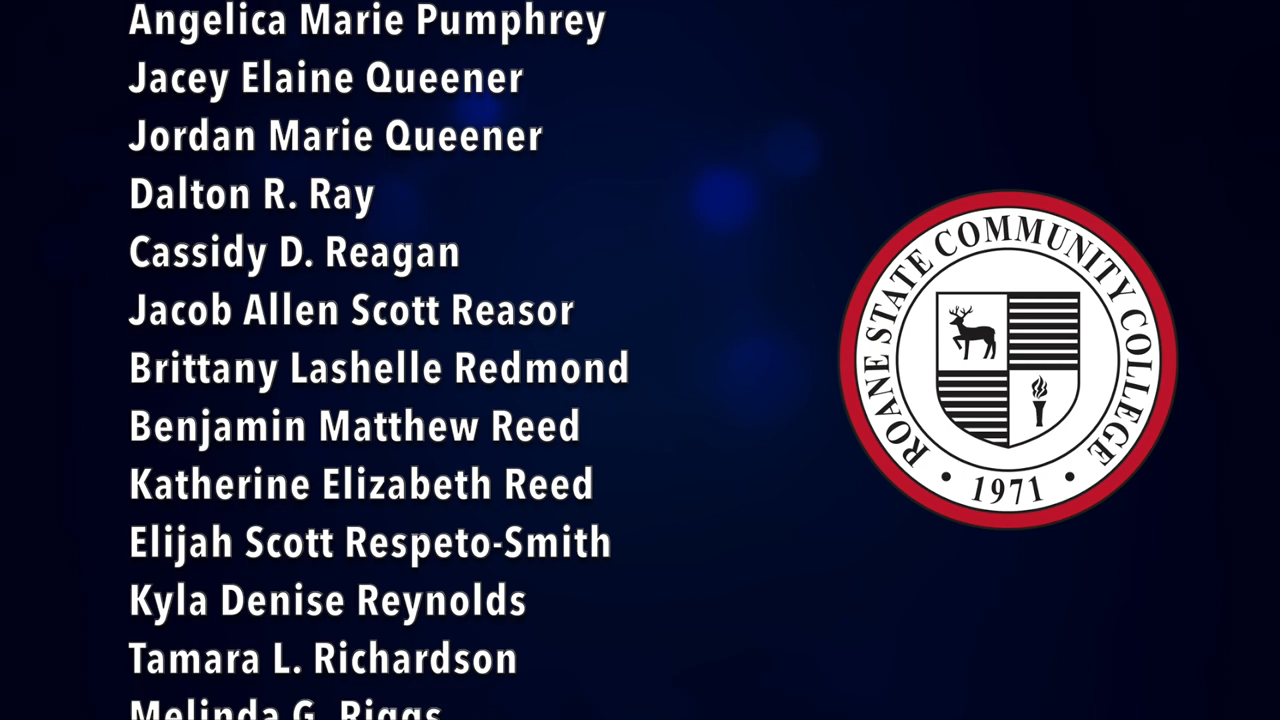 Angelica Marie Pumphrey
Jacey Elaine Queener
Jordan Marie Queener
Dalton R. Ray
Cassidy D. Reagan
Jacob Allen Scott Reasor
Brittany Lashelle Redmond
Benjamin Matthew Reed
Katherine Elizabeth Reed
Elijah Scott Respeto-Smith
Kyla Denise Reynolds
Tamara L. Richardson
Melinda G. Riggs
ROANE STATE COMMUNITY COLLEGE
• 1971 •